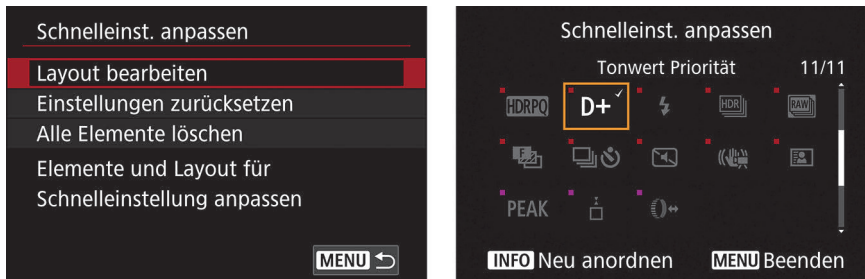 Schnelleinst. anpassen
Layout bearbeiten
Einstellungen zurücksetzen
Alle Elemente löschen
Elemente und Layout für
Schnelleinstellung anpassen
MENU
Schnelleinst. anpassen
Tonwert Priorität 11/11
HDRPQ D+ HDR RAW
F
PEAK
INFO Neu anordnen MENU Beenden